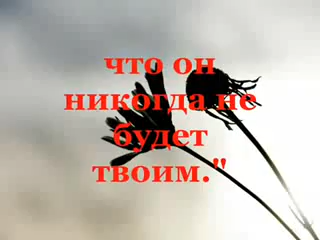 что он
никогда не
будет
твоим."